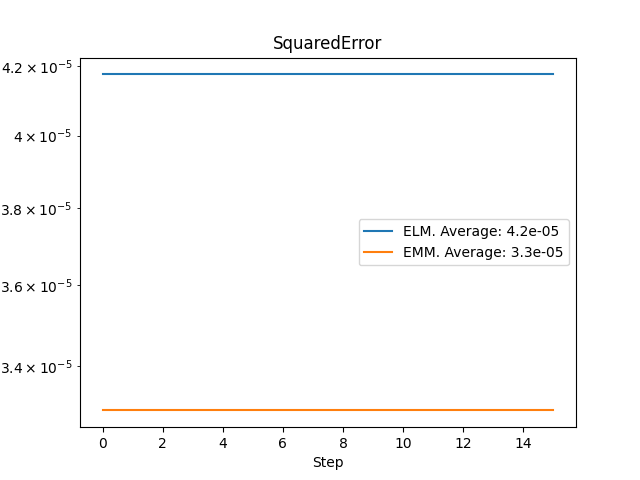 SquaredError
4.2 × 10⁻⁵
4 × 10⁻⁵
3.8 × 10⁻⁵
3.6 × 10⁻⁵
3.4 × 10⁻⁵
ELM. Average: 4.2e-05
EMM. Average: 3.3e-05
0 2 4 6 8 10 12 14
Step